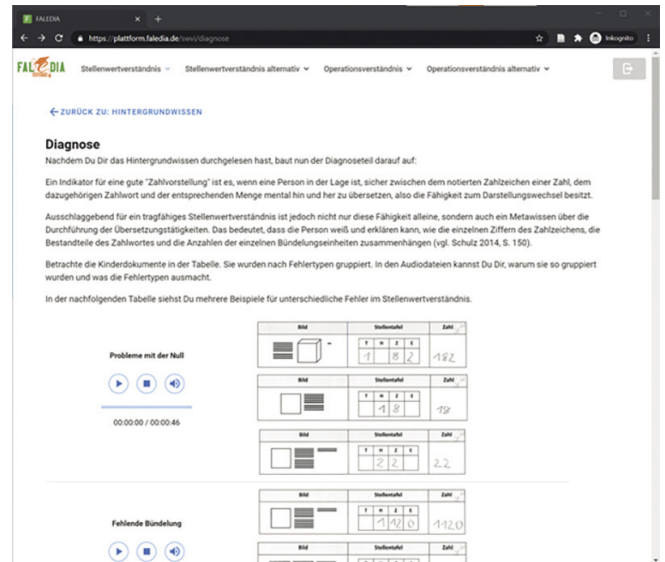 FALEDIA
https://plattform.faledia.de/swvi/diagnose
Inkognito
FALEDIA
Stellenwertverständnis
Stellenwertverständnis alternativ
Operationsverständnis
Operationsverständnis alternativ
ZURÜCK ZU: HINTERGRUNDWISSEN
Diagnose
Nachdem Du Dir das Hintergrundwissen durchgelesen hast, baut nun der Diagnoseteil darauf auf:
Ein Indikator für eine gute "Zahlvorstellung" ist es, wenn eine Person in der Lage ist, sicher zwischen dem notierten Zahlzeichen einer Zahl, dem
dazugehörigen Zahlwort und der entsprechenden Menge mental hin und her zu übersetzen, also die Fähigkeit zum Darstellungswechsel besitzt.
Ausschlaggebend für ein tragfähiges Stellenwertverständnis ist jedoch nicht nur diese Fähigkeit alleine, sondern auch ein Metawissen über die
Durchführung der Übersetzungstätigkeiten. Das bedeutet, dass die Person weiß und erklären kann, wie die einzelnen Ziffern des Zahlzeichens, die
Bestandteile des Zahlwortes und die Anzahlen der einzelnen Bündelungseinheiten zusammenhängen (vgl. Schulz 2014, S. 150).
Betrachte die Kinderdokumente in der Tabelle. Sie wurden nach Fehlertypen gruppiert. In den Audiodateien kannst Du Dir, warum sie so gruppiert
wurden und was die Fehlertypen ausmacht.
In der nachfolgenden Tabelle siehst Du mehrere Beispiele für unterschiedliche Fehler im Stellenwertverständnis.
Probleme mit der Null
00:00:00 / 00:00:46
Bild Stellentafel Zahl
T H Z E
1 8 2 182
Bild Stellentafel Zahl
T H Z E
1 8 18
Bild Stellentafel Zahl
T H Z E
2 2 22
Fehlende Bündelung
Bild Stellentafel Zahl
T H Z E
1 12 0 1120
Bild Stellentafel Zahl
T H Z E